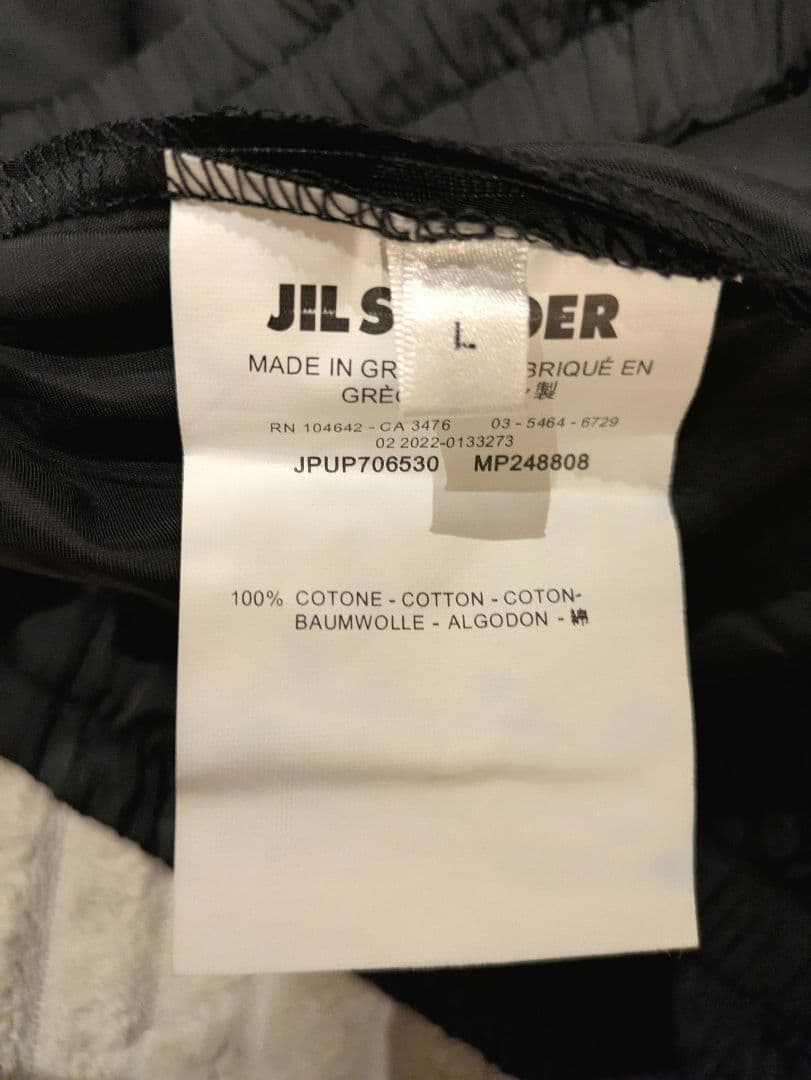 JIL S DER
L
MADE IN GR BRIQUÉ EN
GRÈ 製
RN 104642 - CA 3476 03 - 5464 - 6729
02 2022-0133273
JPUP706530 MP248808
100% COTONE - COTTON - COTON-
BAUMWOLLE - ALGODON - 綿